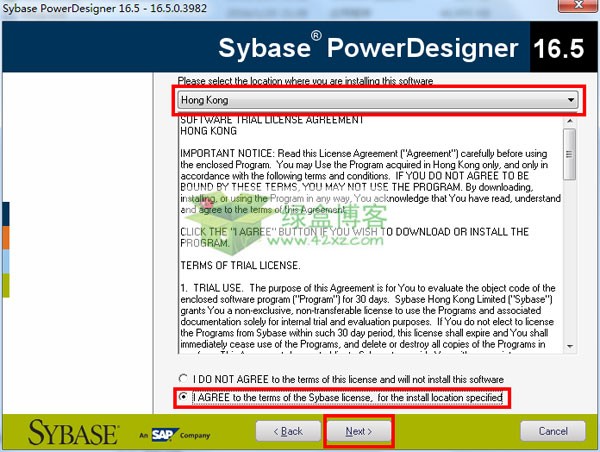 Sybase PowerDesigner 16.5 - 16.5.0.3982
Sybase® PowerDesigner 16.5
Please select the location where you are installing this software
Hong Kong
SOFTWARE TRIAL LICENSE AGREEMENT
HONG KONG
IMPORTANT NOTICE: Read this License Agreement ("Agreement") carefully before using
the enclosed Program. You may Use the Program acquired in Hong Kong only, and only in
accordance with the following terms and conditions. IF YOU DO NOT AGREE TO BE
BOUND BY THESE TERMS, YOU MAY NOT USE THE PROGRAM. By downloading,
installing, or using the Program in any way, You acknowledge that You have read, understand
and agree to the terms of this Agreement.
绿盒博客
www.42xz.com
CLICK THE "I AGREE" BUTTON IF YOU WISH TO DOWNLOAD OR INSTALL THE
PROGRAM.
TERMS OF TRIAL LICENSE.
1. TRIAL USE. The purpose of this Agreement is for You to evaluate the object code of the
enclosed software program ("Program") for 30 days. Sybase Hong Kong Limited ("Sybase")
grants You a non-exclusive, non-transferable license to use the Programs and associated
documentation solely for internal trial and evaluation purposes. If You do not elect to license
the Programs from Sybase within such 30 day period, this license shall expire and You shall
immediately cease use of the Programs, and delete or destroy all copies of the Programs in
I DO NOT AGREE to the terms of this license and will not install this software
I AGREE to the terms of the Sybase license, for the install location specified
SYBASE® An SAP Company
< Back
Next >
Cancel